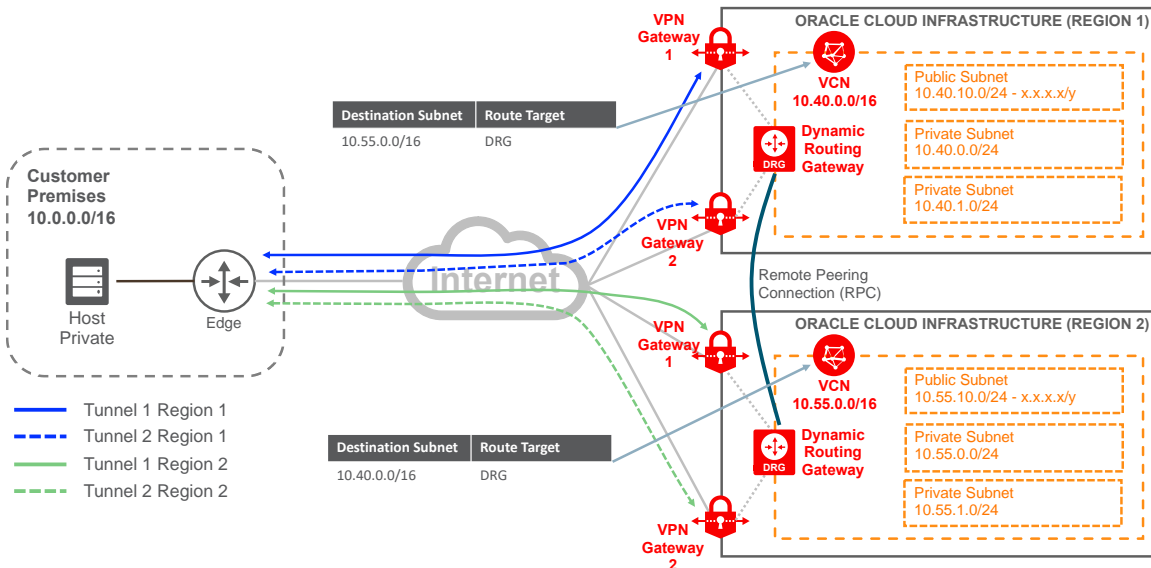 ORACLE CLOUD INFRASTRUCTURE (REGION 1)
VPN
Gateway
1
VCN
10.40.0.0/16
Public Subnet
10.40.10.0/24 - x.x.x.x/y
Private Subnet
10.40.0.0/24
Private Subnet
10.40.1.0/24
Dynamic
Routing
Gateway
DRG
VPN
Gateway
2
Destination Subnet Route Target
10.55.0.0/16 DRG
Customer
Premises
10.0.0.0/16
Host
Private
Edge
Internet
Remote Peering
Connection (RPC)
ORACLE CLOUD INFRASTRUCTURE (REGION 2)
VPN
Gateway
1
VCN
10.55.0.0/16
Public Subnet
10.55.10.0/24 - x.x.x.x/y
Private Subnet
10.55.0.0/24
Private Subnet
10.55.1.0/24
Dynamic
Routing
Gateway
DRG
VPN
Gateway
2
Destination Subnet Route Target
10.40.0.0/16 DRG
Tunnel 1 Region 1
Tunnel 2 Region 1
Tunnel 1 Region 2
Tunnel 2 Region 2